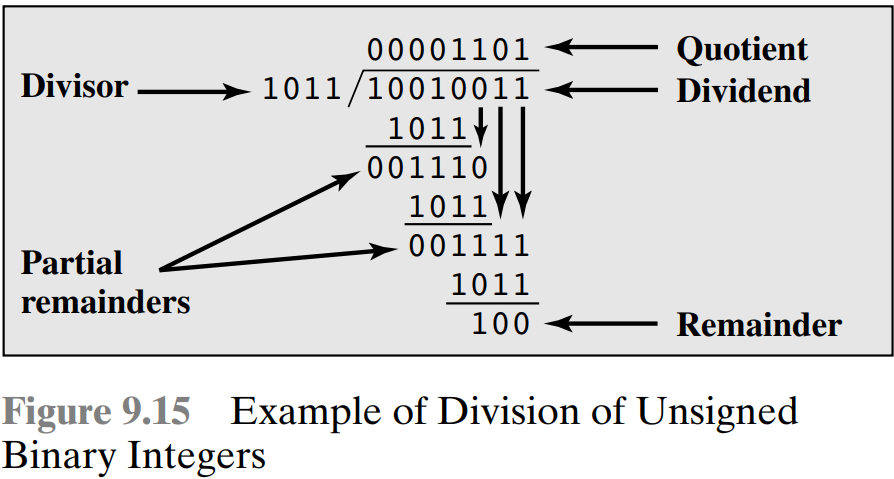 00001101 Quotient
Divisor 1011 10010011 Dividend
1011
001110
1011
Partial
remainders
001111
1011
100 Remainder
Figure 9.15 Example of Division of Unsigned
Binary Integers